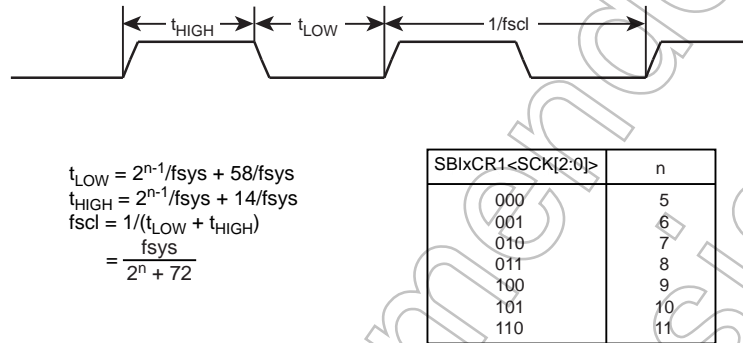 tHIGH tLOW 1/fscl
tLOW = 2n-1/fsys + 58/fsys
tHIGH = 2n-1/fsys + 14/fsys
fscl = 1/(tLOW + tHIGH)
= fsys
2n + 72
SBIxCR1<SCK[2:0]> n
000 5
001 6
010 7
011 8
100 9
101 10
110 11